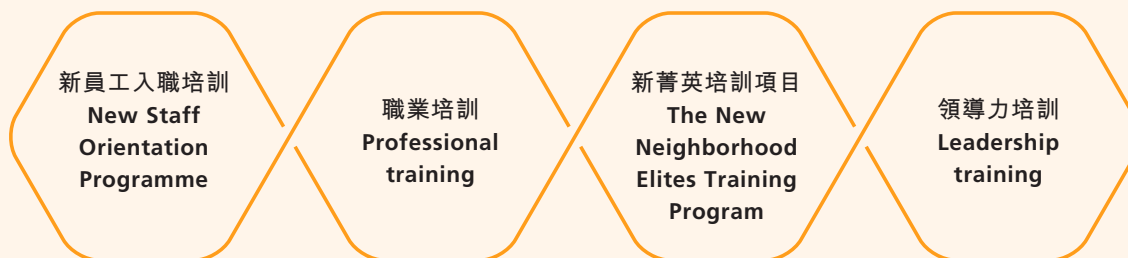 新員工入職培訓
New Staff
Orientation
Programme
職業培訓
Professional
training
新菁英培訓項目
The New
Neighborhood
Elites Training
Program
領導力培訓
Leadership
training